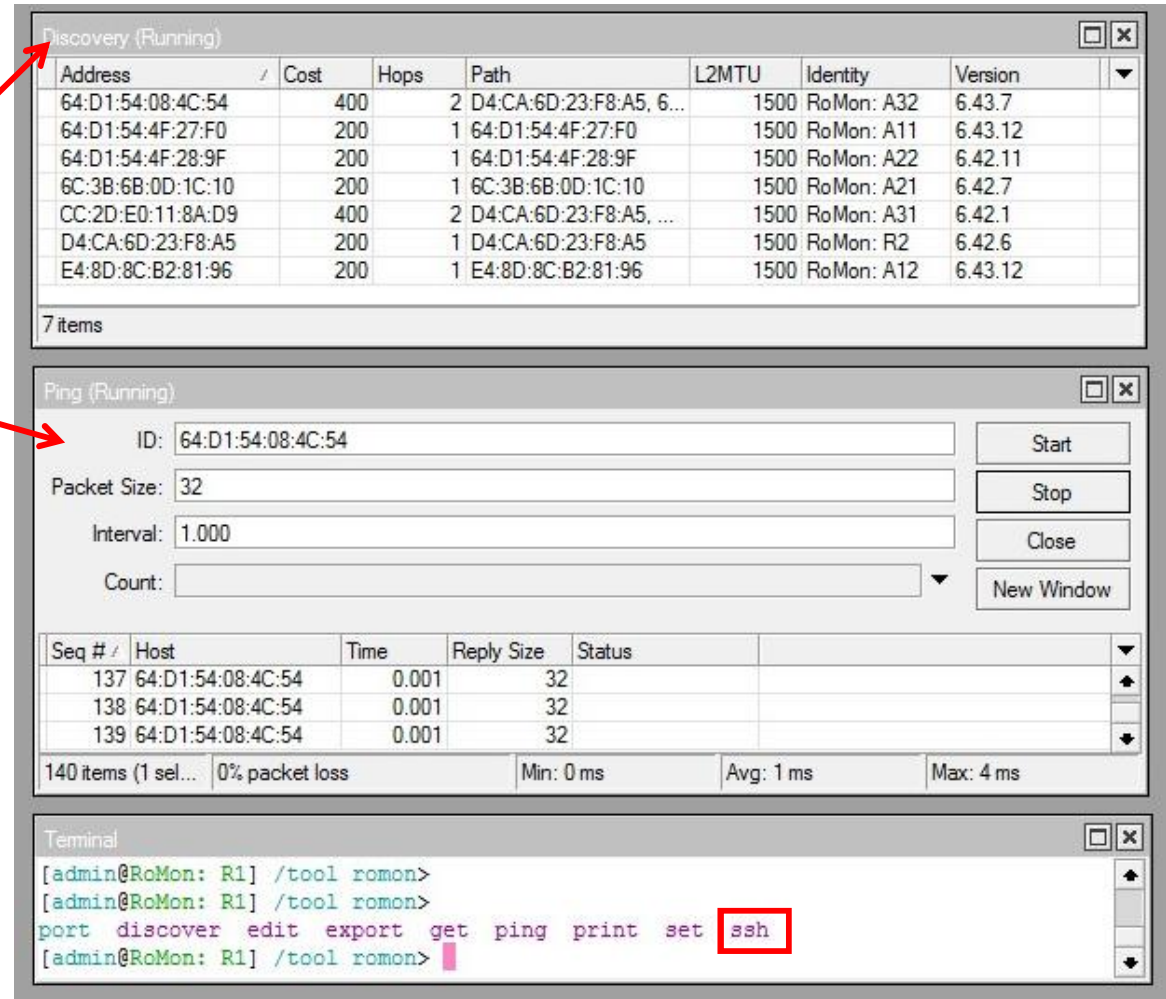 Discovery (Running)
Address / Cost Hops Path L2MTU Identity Version
64:D1:54:08:4C:54 400 2 D4:CA:6D:23:F8:A5, 6... 1500 RoMon: A32 6.43.7
64:D1:54:4F:27:F0 200 1 64:D1:54:4F:27:F0 1500 RoMon: A11 6.43.12
64:D1:54:4F:28:9F 200 1 64:D1:54:4F:28:9F 1500 RoMon: A22 6.42.11
6C:3B:6B:0D:1C:10 200 1 6C:3B:6B:0D:1C:10 1500 RoMon: A21 6.42.7
CC:2D:E0:11:8A:D9 400 2 D4:CA:6D:23:F8:A5, ... 1500 RoMon: A31 6.42.1
D4:CA:6D:23:F8:A5 200 1 D4:CA:6D:23:F8:A5 1500 RoMon: R2 6.42.6
E4:8D:8C:B2:81:96 200 1 E4:8D:8C:B2:81:96 1500 RoMon: A12 6.43.12
7 items
Ping (Running)
ID: 64:D1:54:08:4C:54 Start
Packet Size: 32 Stop
Interval: 1.000 Close
Count: New Window
Seq # / Host Time Reply Size Status
137 64:D1:54:08:4C:54 0.001 32
138 64:D1:54:08:4C:54 0.001 32
139 64:D1:54:08:4C:54 0.001 32
140 items (1 sel... 0% packet loss Min: 0 ms Avg: 1 ms Max: 4 ms
Terminal
[admin@RoMon: R1] /tool romon>
[admin@RoMon: R1] /tool romon>
port discover edit export get ping print set ssh
[admin@RoMon: R1] /tool romon>